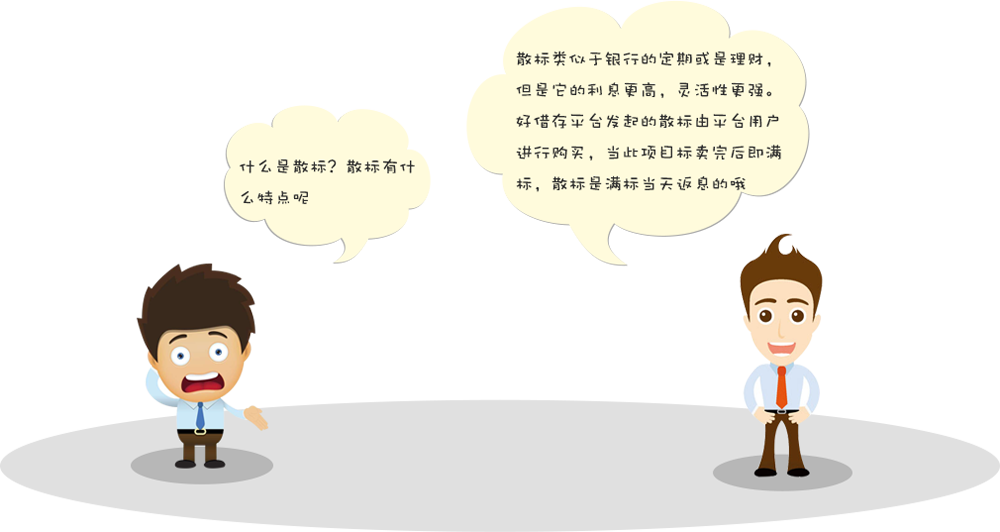 什么是散标？散标有什
么特点呢
散标类似于银行的定期或是理财，
但是它的利息更高，灵活性更强。
好借存平台发起的散标由平台用户
进行购买，当此项目标卖完后即满
标，散标是满标当天返息的哦